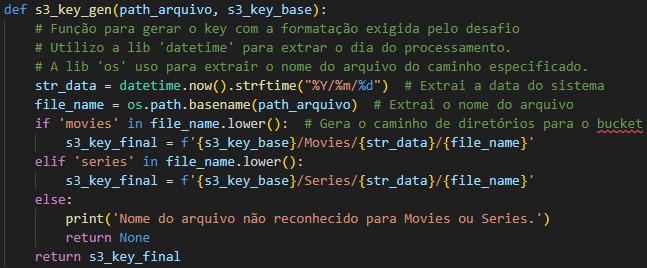 def s3_key_gen(path_arquivo, s3_key_base):
    # Função para gerar o key com a formatação exigida pelo desafio
    # Utilizo a lib 'datetime' para extrar o dia do processamento.
    # A lib 'os' uso para extrair o nome do arquivo do caminho especificado.
    str_data = datetime.now().strftime("%Y/%m/%d")  # Extrai a data do sistema
    file_name = os.path.basename(path_arquivo)  # Extrai o nome do arquivo
    if 'movies' in file_name.lower():  # Gera o caminho de diretórios para o bucket
        s3_key_final = f'{s3_key_base}/Movies/{str_data}/{file_name}'
    elif 'series' in file_name.lower():
        s3_key_final = f'{s3_key_base}/Series/{str_data}/{file_name}'
    else:
        print('Nome do arquivo não reconhecido para Movies ou Series.')
        return None
    return s3_key_final